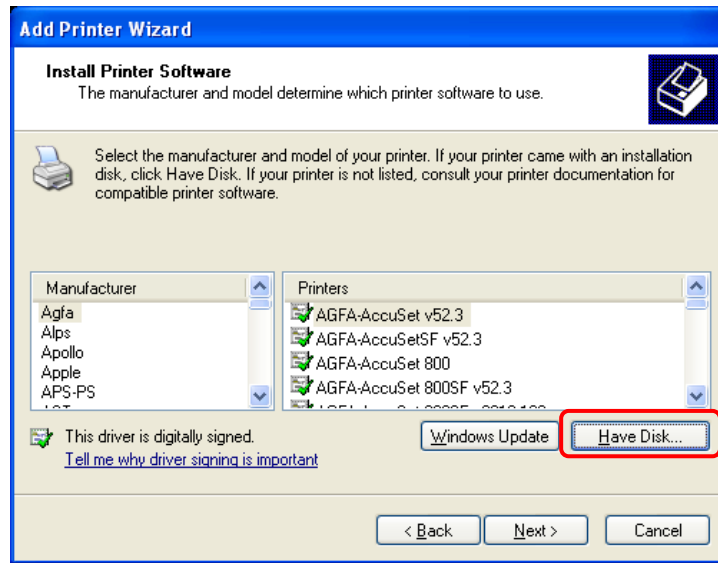 Add Printer Wizard
Install Printer Software
The manufacturer and model determine which printer software to use.
Select the manufacturer and model of your printer. If your printer came with an installation
disk, click Have Disk. If your printer is not listed, consult your printer documentation for
compatible printer software.
Manufacturer
Agfa
Alps
Apollo
Apple
APS-PS
Printers
AGFA-AccuSet v52.3
AGFA-AccuSetSF v52.3
AGFA-AccuSet 800
AGFA-AccuSet 800SF v52.3
This driver is digitally signed.
Tell me why driver signing is important
Windows Update
Have Disk...
< Back
Next >
Cancel